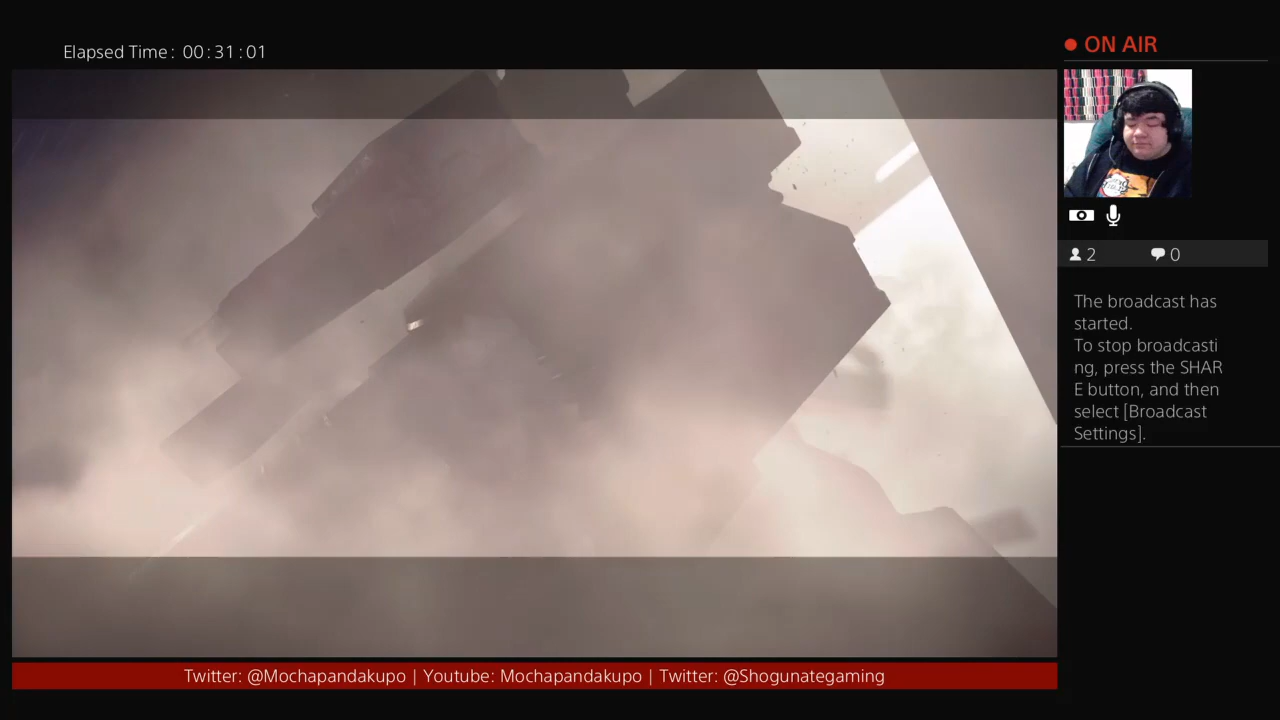 Elapsed Time: 00:31:01
ON AIR
2 0
The broadcast has
started.
To stop broadcasti
ng, press the SHAR
E button, and then
select [Broadcast
Settings].
Twitter: @Mochapandakupo | Youtube: Mochapandakupo | Twitter: @Shogunategaming